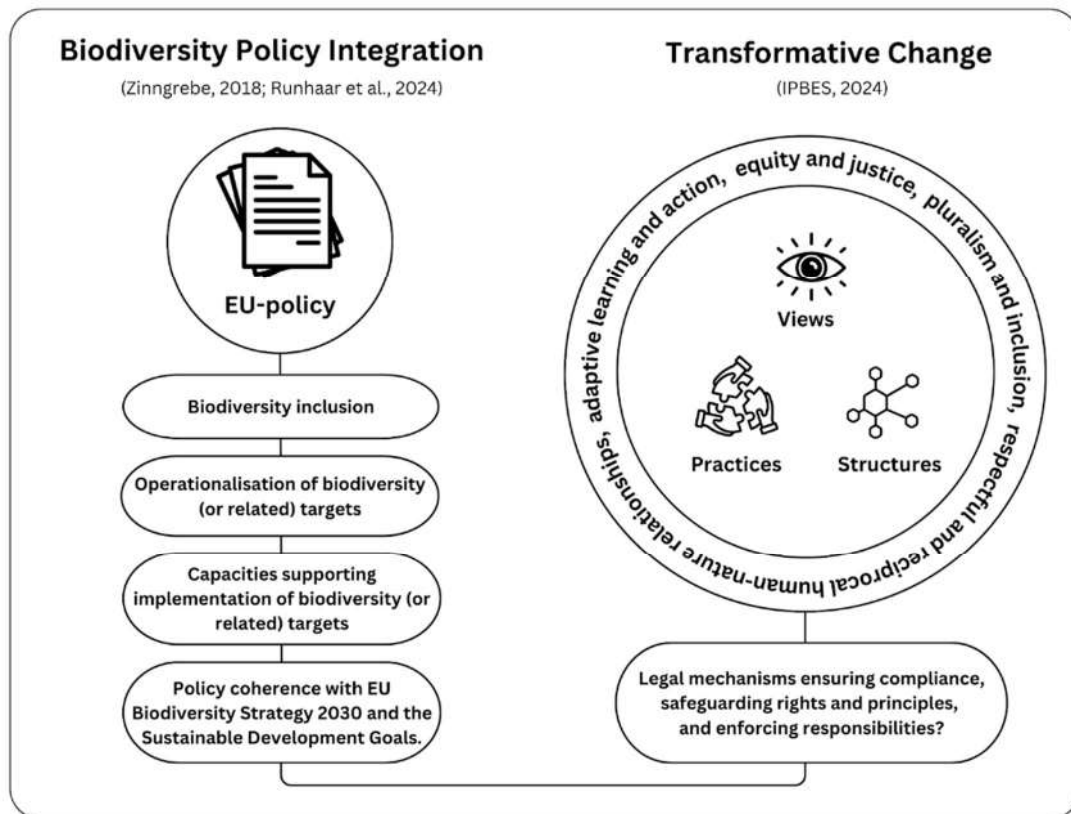 Biodiversity Policy Integration
(Zinngrebe, 2018; Runhaar et al., 2024)
EU-policy
Biodiversity inclusion
Operationalisation of biodiversity
(or related) targets
Capacities supporting
implementation of biodiversity (or
related) targets
Policy coherence with EU
Biodiversity Strategy 2030 and the
Sustainable Development Goals.
Transformative Change
(IPBES, 2024)
adaptive learning and action, equity and justice, pluralism and inclusion, respectful and reciprocal human-nature relationships,
Views
Practices
Structures
Legal mechanisms ensuring compliance,
safeguarding rights and principles,
and enforcing responsibilities?